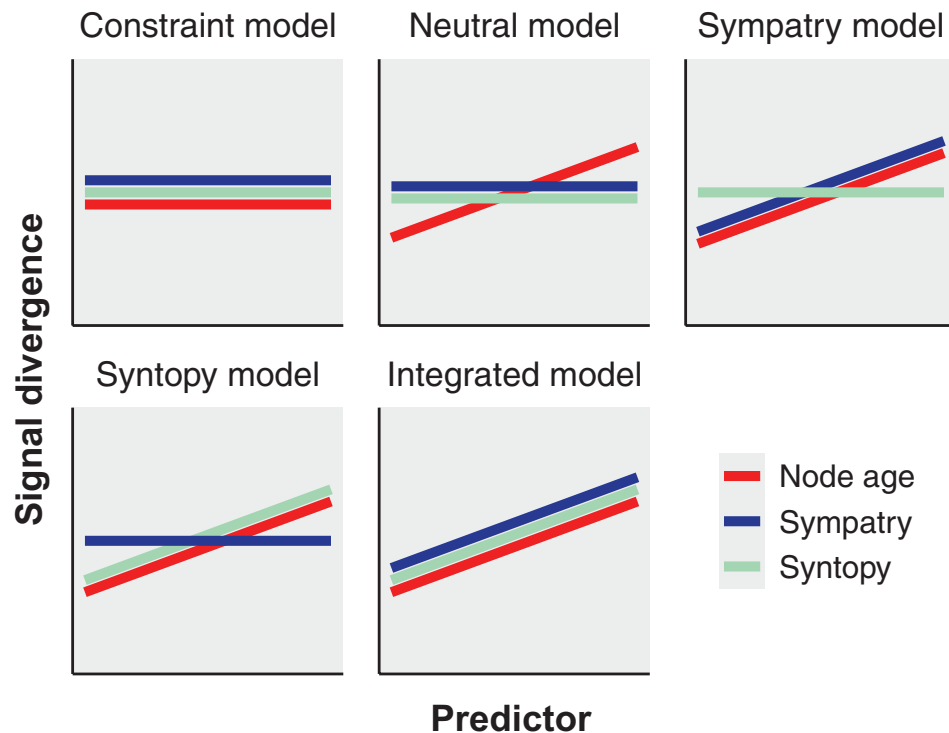 Constraint model
Neutral model
Sympatry model
Signal divergence
Syntopy model
Integrated model
Node age
Sympatry
Syntopy
Predictor